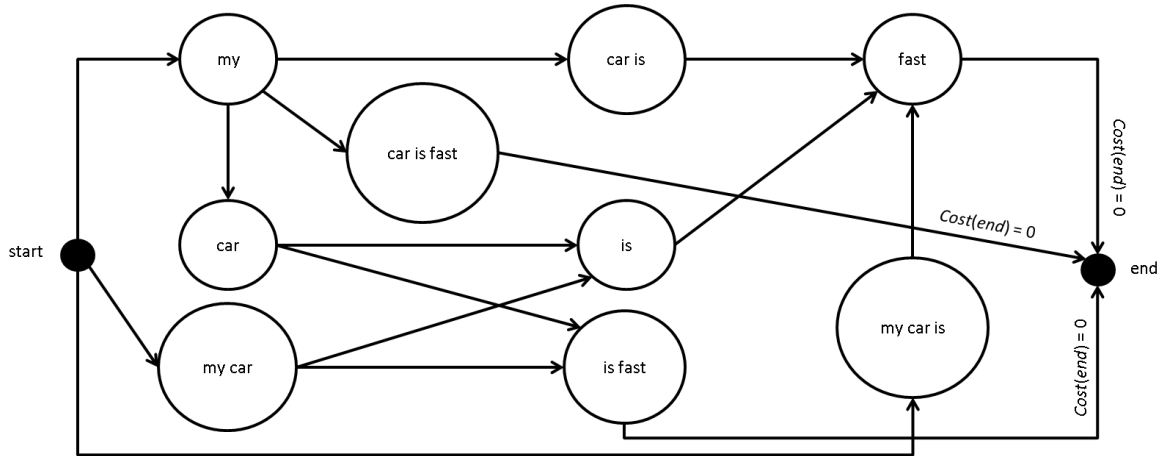 my
car is
fast
car is fast
Cost(end) = 0
Cost(end) = 0
car
is
start
end
my car is
my car
is fast
Cost(end) = 0